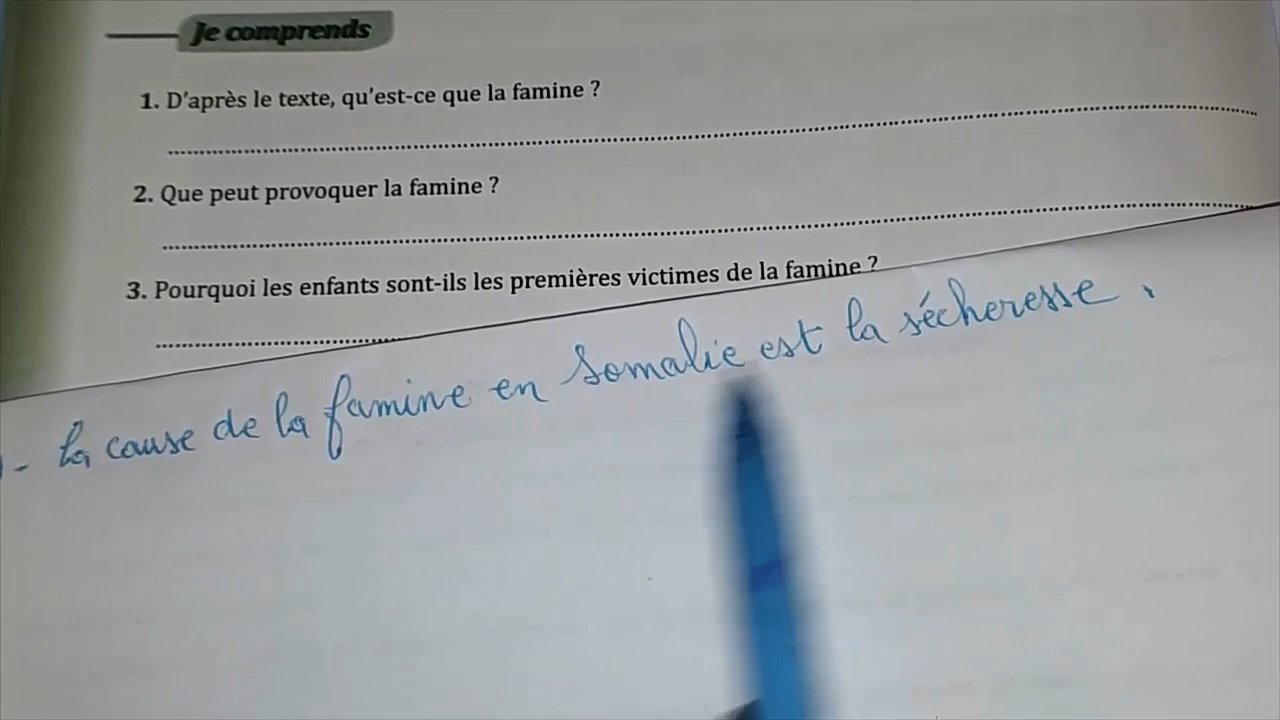 Je comprends
1. D'après le texte, qu'est-ce que la famine ?
2. Que peut provoquer la famine ?
3. Pourquoi les enfants sont-ils les premières victimes de la famine ?
- La cause de la famine en Somalie est la sécheresse.